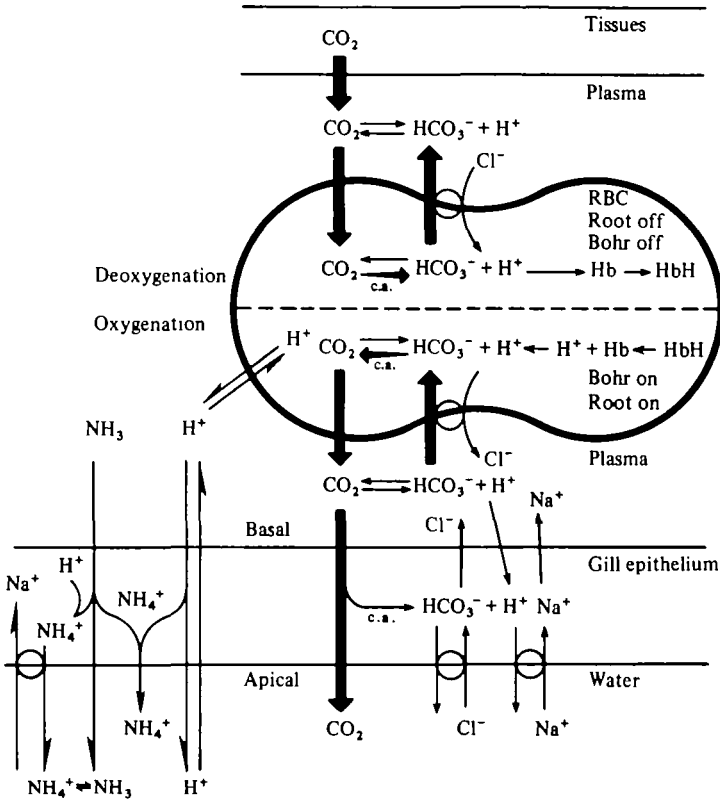 Tissues
CO₂
Plasma
CO₂ ⇌ HCO₃⁻ + H⁺
Cl⁻
RBC
Root off
Bohr off
CO₂ ⇌ HCO₃⁻ + H⁺ → Hb → HbH
c.a.
Deoxygenation
Oxygenation
H⁺ CO₂ ⇌ HCO₃⁻ + H⁺ ← H⁺ + Hb ← HbH
c.a.
Bohr on
Root on
NH₃ H⁺
Cl⁻ Plasma
CO₂ ⇌ HCO₃⁻ + H⁺
Cl⁻ Na⁺
Basal
Gill epithelium
H⁺
Na⁺ NH₄⁺
HCO₃⁻ + H⁺ Na⁺
c.a.
NH₄⁺
Apical Water
NH₄⁺ CO₂ Cl⁻ Na⁺
NH₄⁺ ⇌ NH₃ H⁺